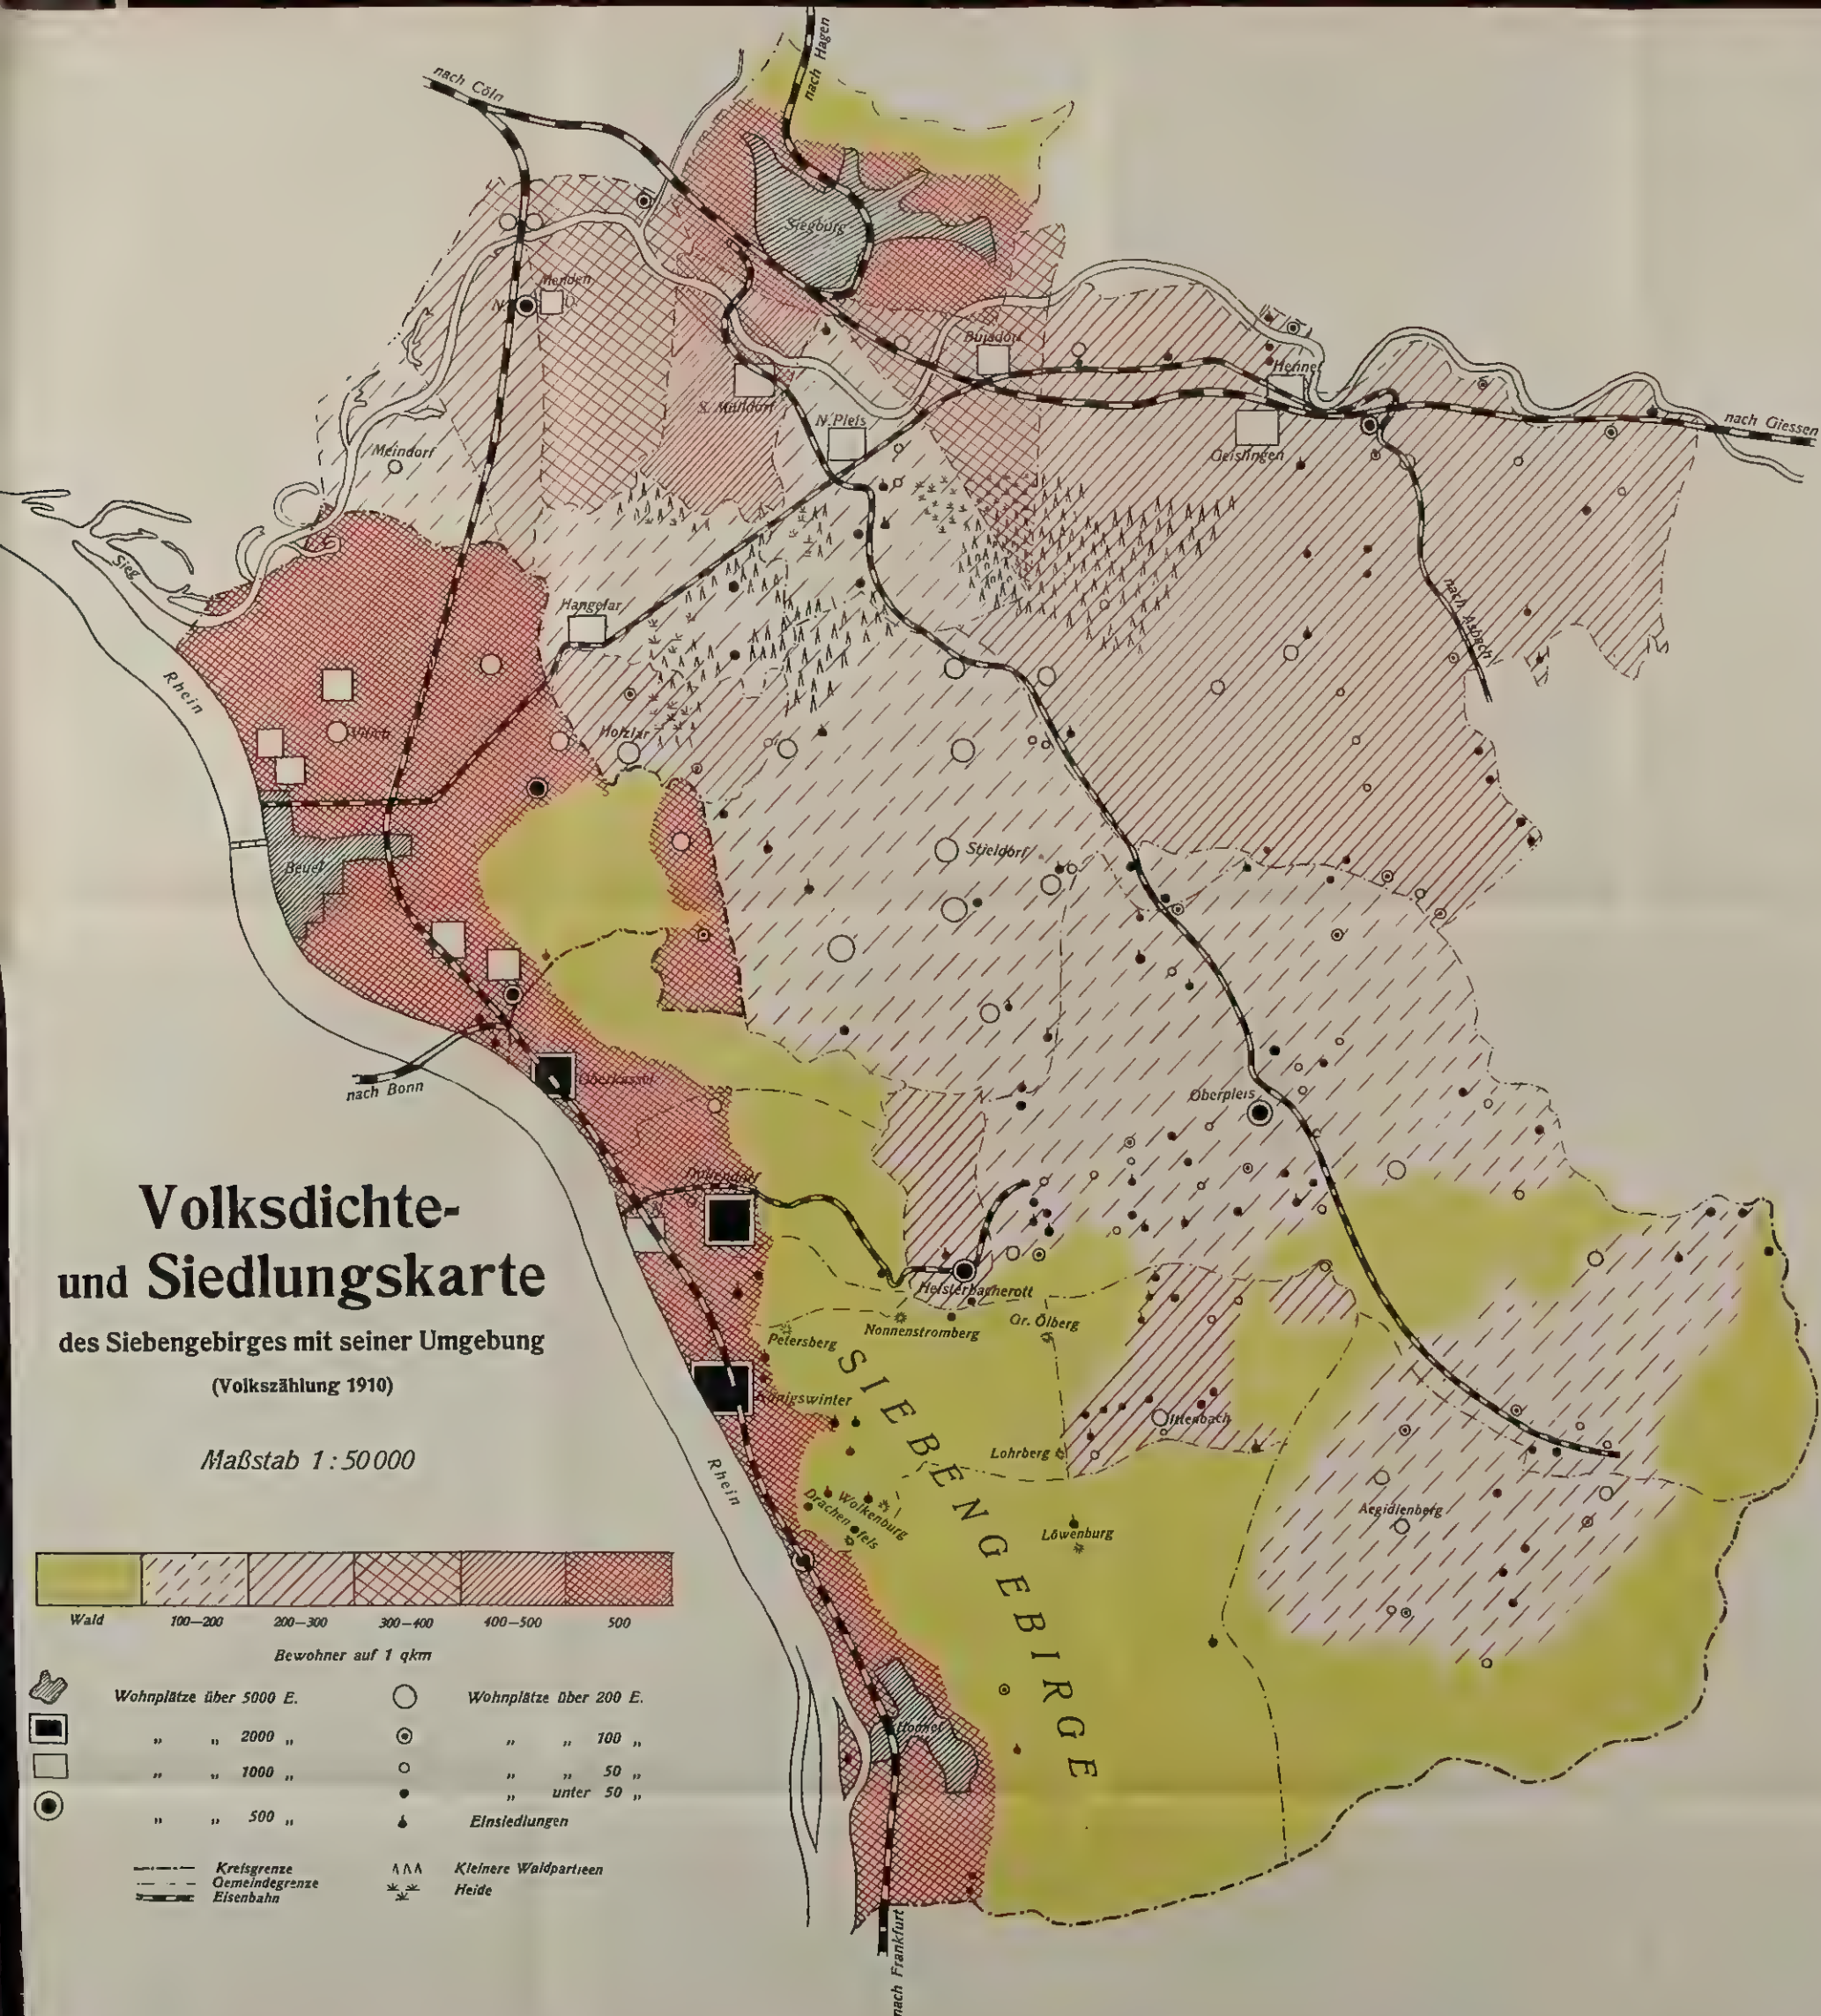 nach Hagen
nach Cöln
Siegburg
Menden
N.
Buisdorf
Hennef
S. Müldorf
N. Pleis
Geislingen
nach Giessen
Meindorf
Sieg
Hangelar
nach Asbach
Rhein
Vilich
Holzlar
Beuel
Stieldorf
Oberkassel
nach Bonn
Oberpleis
Dollendorf
Heisterbacherott
Petersberg
Nonnenstromberg
Gr. Ölberg
Königswinter
Ittenbach
Lohrberg
Rhein
Wolkenburg
Drachenfels
Löwenburg
Aegidienberg
SIEBENGEBIRGE
Honnef
nach Frankfurt
Volksdichte-
und Siedlungskarte
des Siebengebirges mit seiner Umgebung
(Volkszählung 1910)
Maßstab 1:50000
Wald 100—200 200—300 300—400 400—500 500
Bewohner auf 1 qkm
Wohnplätze über 5000 E. Wohnplätze über 200 E.
„ „ 2000 „ „ „ 100 „
„ „ 1000 „ „ „ 50 „
„ unter 50 „
„ „ 500 „ Einsiedlungen
Kreisgrenze Kleinere Waldpartieen
Gemeindegrenze
Eisenbahn Heide